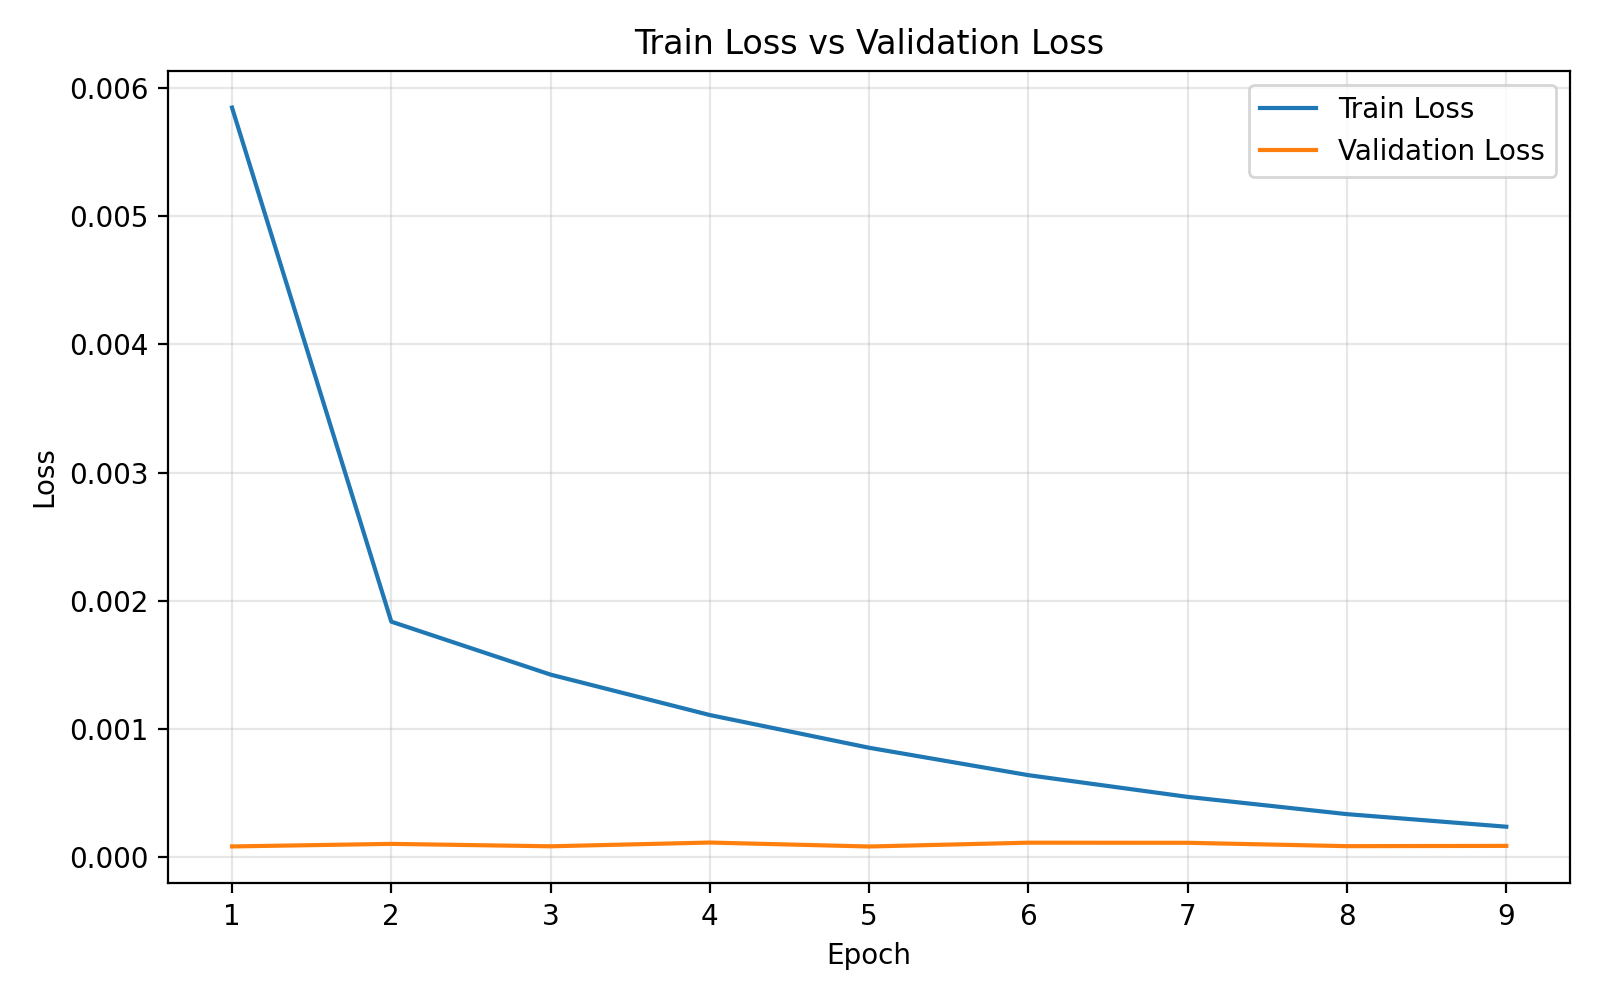 Train Loss vs Validation Loss
0.006
0.005
0.004
0.003
0.002
0.001
0.000
Loss
Train Loss
Validation Loss
1 2 3 4 5 6 7 8 9
Epoch